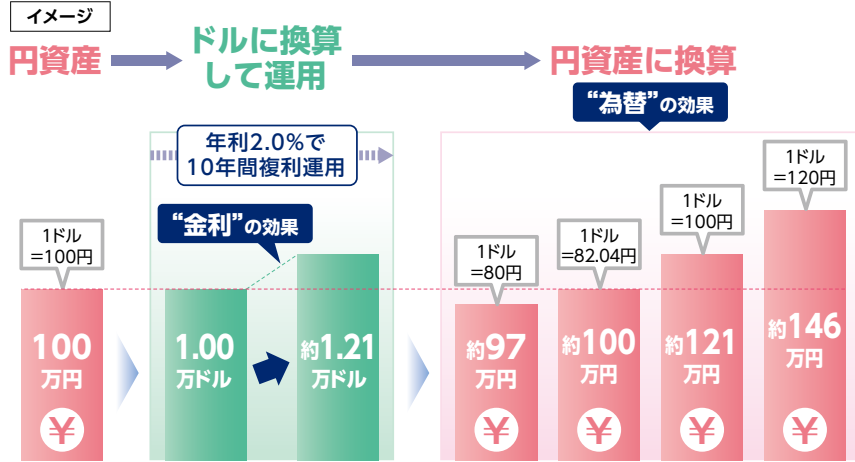 イメージ
円資産
ドルに換算
して運用
円資産に換算
“為替”の効果
年利2.0%で
10年間複利運用
“金利”の効果
1ドル
=100円
1ドル
=80円
1ドル
=82.04円
1ドル
=100円
1ドル
=120円
100
万円
¥
1.00
万ドル
約1.21
万ドル
約97
万円
¥
約100
万円
¥
約121
万円
¥
約146
万円
¥